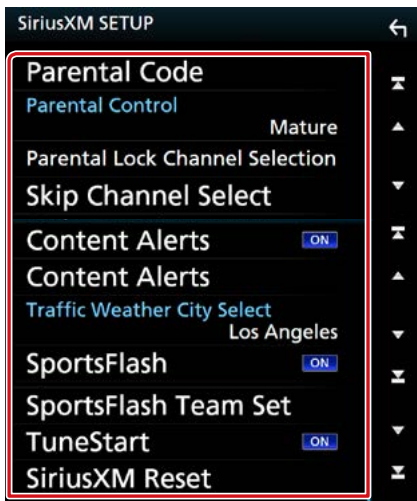 SiriusXM SETUP
Parental Code
Parental Control
Mature
Parental Lock Channel Selection
Skip Channel Select
Content Alerts ON
Content Alerts
Traffic Weather City Select
Los Angeles
SportsFlash ON
SportsFlash Team Set
TuneStart ON
SiriusXM Reset